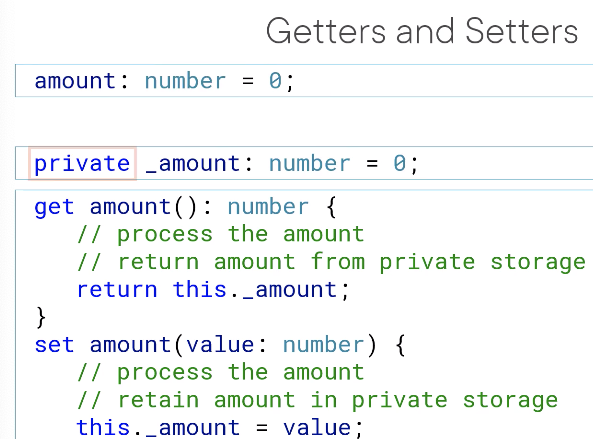 Getters and Setters
amount: number = 0;
private _amount: number = 0;
get amount(): number {
// process the amount
// return amount from private storage
return this._amount;
}
set amount(value: number) {
// process the amount
// retain amount in private storage
this._amount = value;